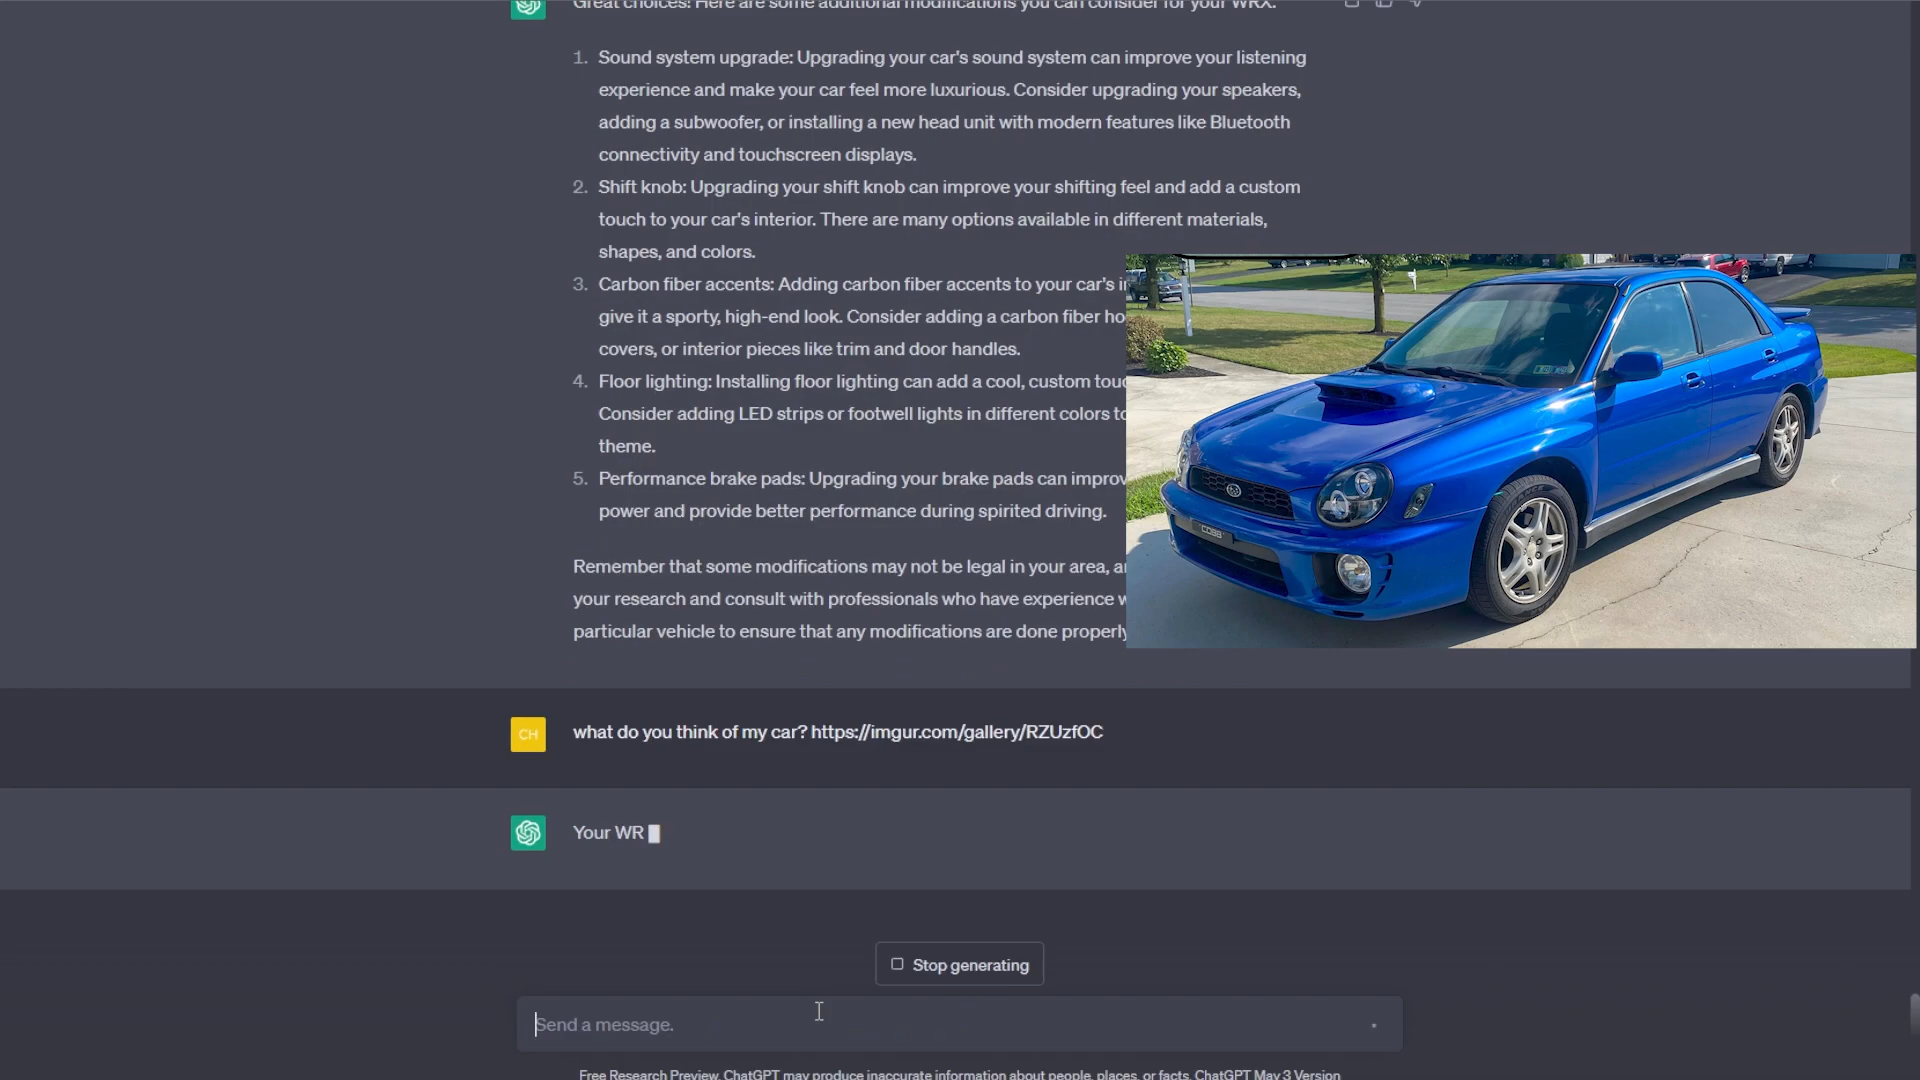 Great choices! Here are some additional modifications you can consider for your WRX:
1. Sound system upgrade: Upgrading your car's sound system can improve your listening
experience and make your car feel more luxurious. Consider upgrading your speakers,
adding a subwoofer, or installing a new head unit with modern features like Bluetooth
connectivity and touchscreen displays.
2. Shift knob: Upgrading your shift knob can improve your shifting feel and add a custom
touch to your car's interior. There are many options available in different materials,
shapes, and colors.
3. Carbon fiber accents: Adding carbon fiber accents to your car's
give it a sporty, high-end look. Consider adding a carbon fiber
covers, or interior pieces like trim and door handles.
4. Floor lighting: Installing floor lighting can add a cool, custom
Consider adding LED strips or footwell lights in different colors
theme.
5. Performance brake pads: Upgrading your brake pads can
power and provide better performance during spirited driving.
Remember that some modifications may not be legal in your area,
your research and consult with professionals who have experience
particular vehicle to ensure that any modifications are done properly
COBB
CH
what do you think of my car? https://imgur.com/gallery/RZUzfOC
Your WR
Stop generating
Send a message.
Free Research Preview. ChatGPT may produce inaccurate information about people, places, or facts. ChatGPT May 3 Version